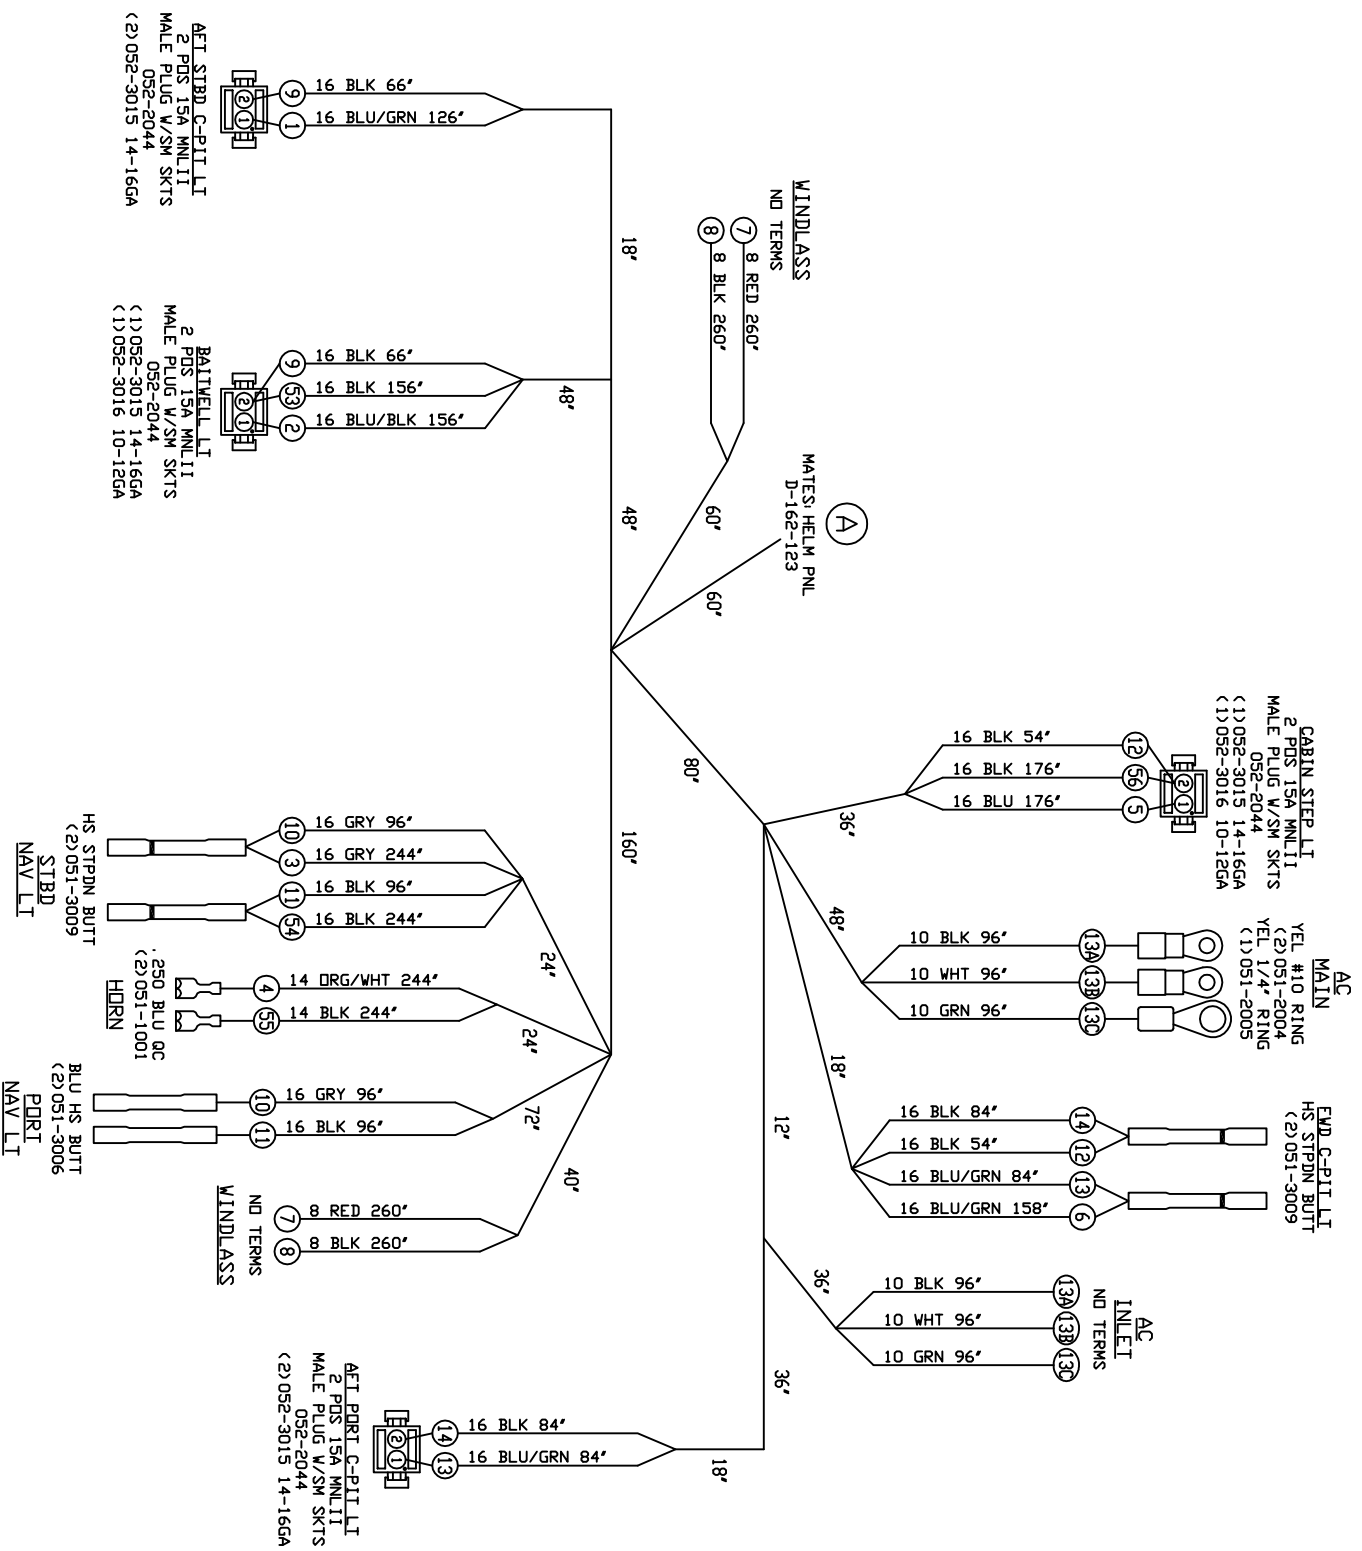 AFT STBD C-PIT LT
2 POS 15A MNLII
MALE PLUG W/SM SKTS
052-2044
(2)052-3015 14-16GA
2
1
9
1
16 BLK 66"
16 BLU/GRN 126"
18"
BAITWELL LT
2 POS 15A MNLII
MALE PLUG W/SM SKTS
052-2044
(1)052-3015 14-16GA
(1)052-3016 10-12GA
2
1
9
53
2
16 BLK 66"
16 BLK 156"
16 BLU/BLK 156"
48"
48"
WINDLASS
NO TERMS
7
8
8 RED 260"
8 BLK 260"
60"
A
MATES: HELM PNL
D-162-123
60"
80"
160"
CABIN STEP LT
2 POS 15A MNLII
MALE PLUG W/SM SKTS
052-2044
(1)052-3015 14-16GA
(1)052-3016 10-12GA
2
1
12
56
5
16 BLK 54"
16 BLK 176"
16 BLU 176"
36"
AC
MAIN
YEL #10 RING
(2)051-2004
YEL 1/4" RING
(1)051-2005
13A
13B
13C
10 BLK 96"
10 WHT 96"
10 GRN 96"
48"
FWD C-PIT LT
HS STPDN BUTT
(2)051-3009
14
12
13
6
16 BLK 84"
16 BLK 54"
16 BLU/GRN 84"
16 BLU/GRN 158"
18"
12"
AC
INLET
NO TERMS
13A
13B
13C
10 BLK 96"
10 WHT 96"
10 GRN 96"
36"
36"
AFT PORT C-PIT LT
2 POS 15A MNLII
MALE PLUG W/SM SKTS
052-2044
(2)052-3015 14-16GA
2
1
14
13
16 BLK 84"
16 BLU/GRN 84"
18"
HS STPDN BUTT
(2)051-3009
STBD
NAV LT
10
3
11
54
16 GRY 96"
16 GRY 244"
16 BLK 96"
16 BLK 244"
24"
.250 BLU QC
(2)051-1001
HORN
4
55
14 ORG/WHT 244"
14 BLK 244"
24"
BLU HS BUTT
(2)051-3006
PORT
NAV LT
10
11
16 GRY 96"
16 BLK 96"
72"
NO TERMS
WINDLASS
7
8
8 RED 260"
8 BLK 260"
40"